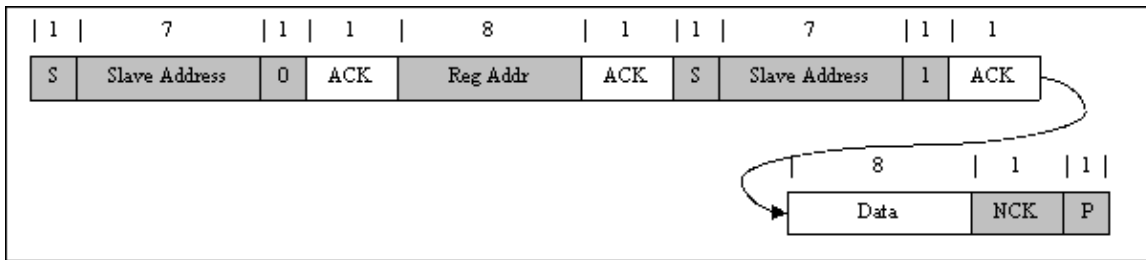 | 1 | 7 | 1 | 1 | 8 | 1 | 1 | 7 | 1 | 1
S Slave Address 0 ACK Reg Addr ACK S Slave Address 1 ACK
| 8 | 1 | 1 |
Data NCK P